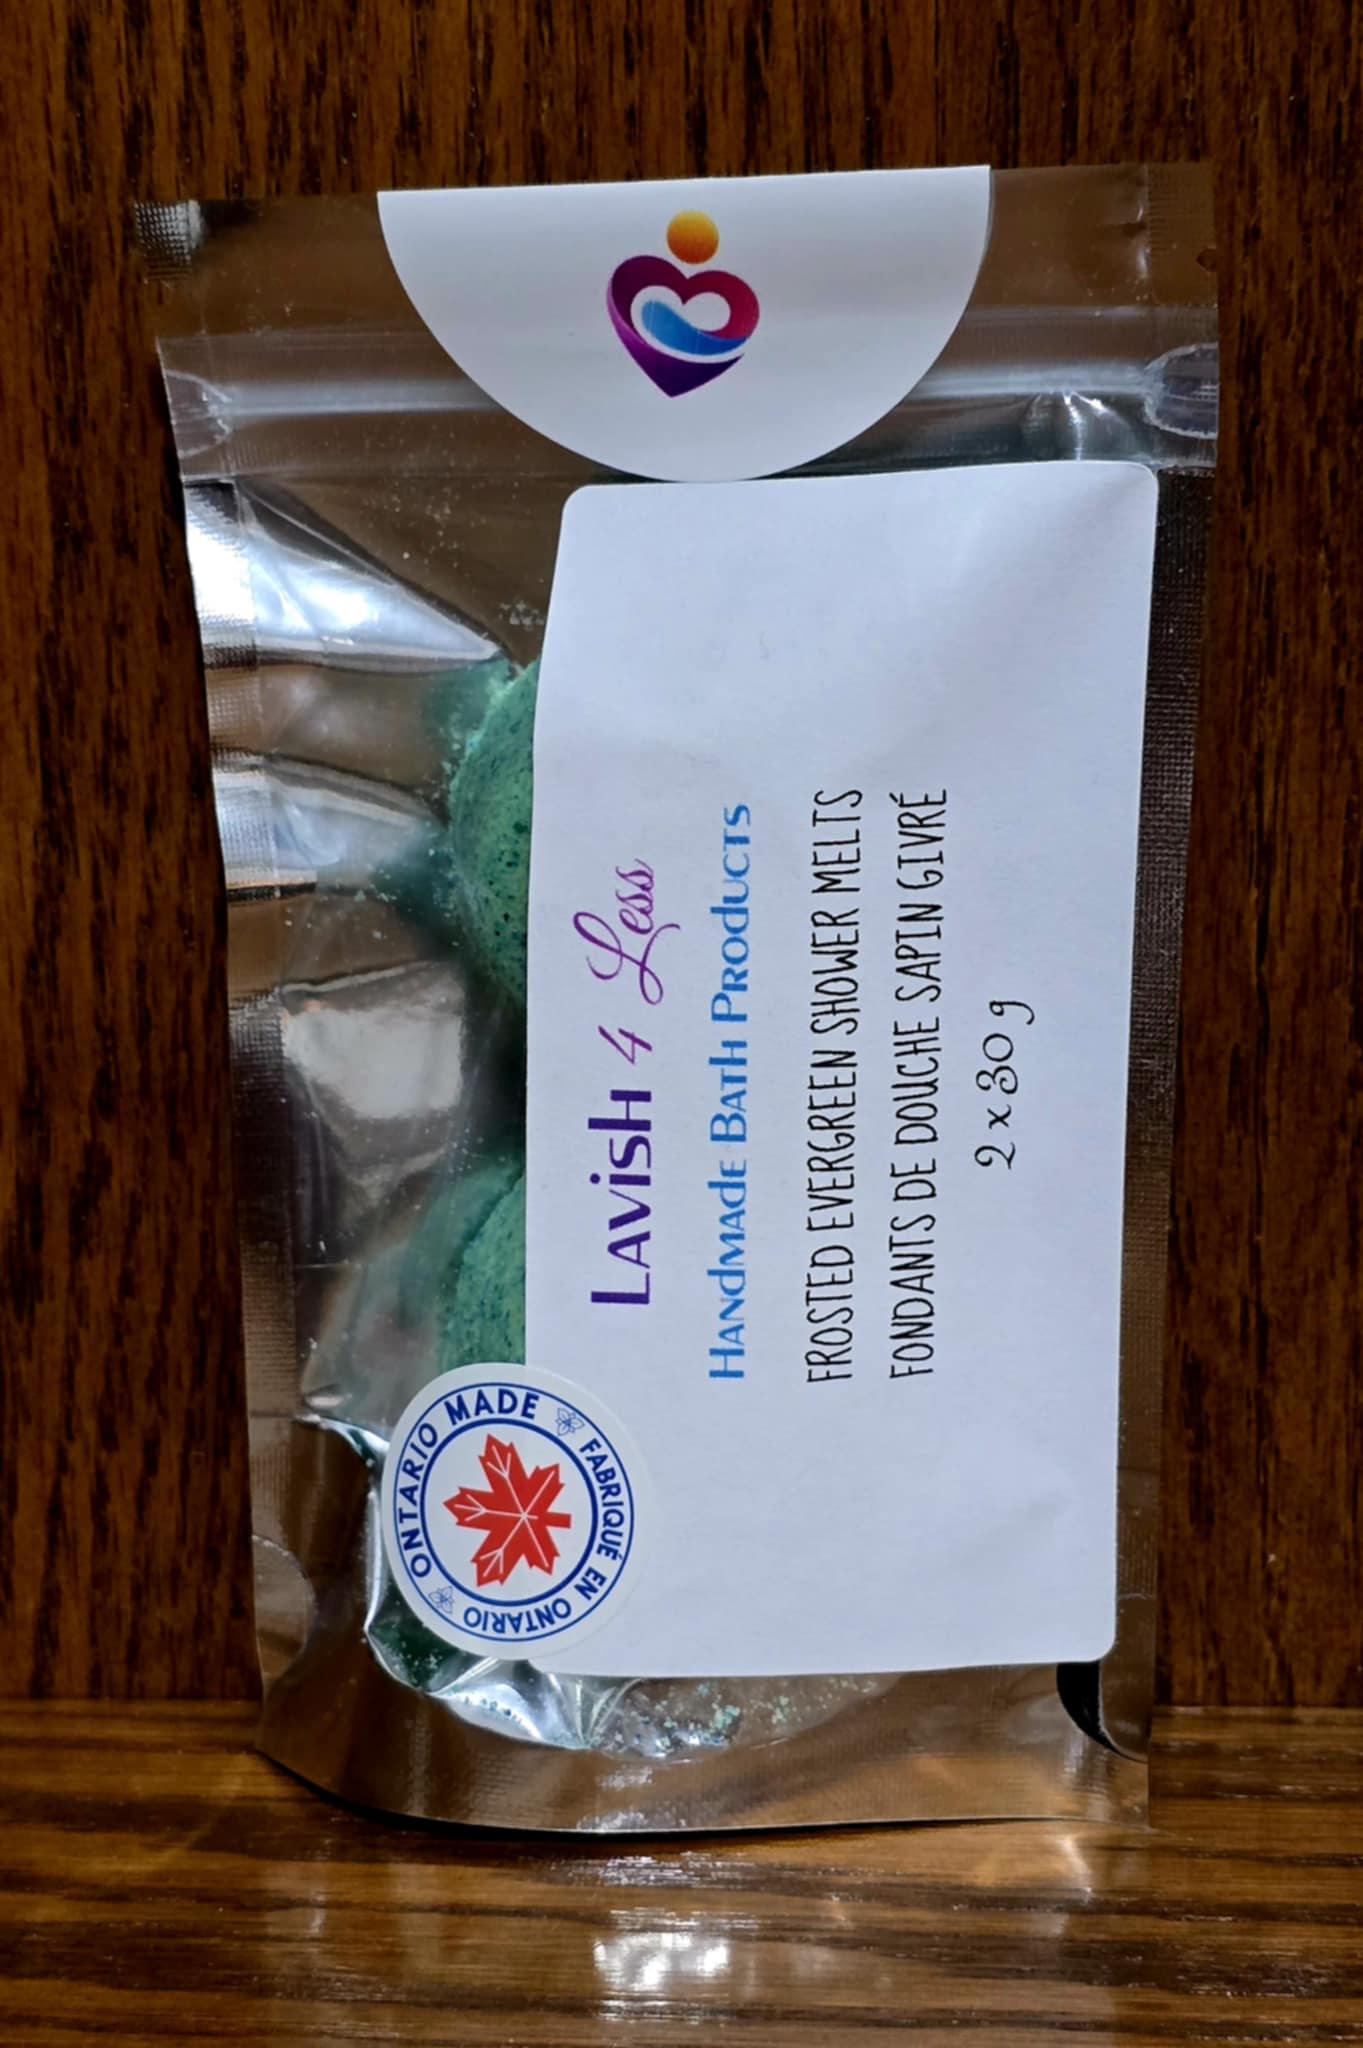 Lavish 4 Less
Handmade Bath Products
FROSTED EVERGREEN SHOWER MELTS
FONDANTS DE DOUCHE SAPIN GIVRÉ
2 x 30 g
ONTARIO MADE
FABRIQUÉ EN ONTARIO